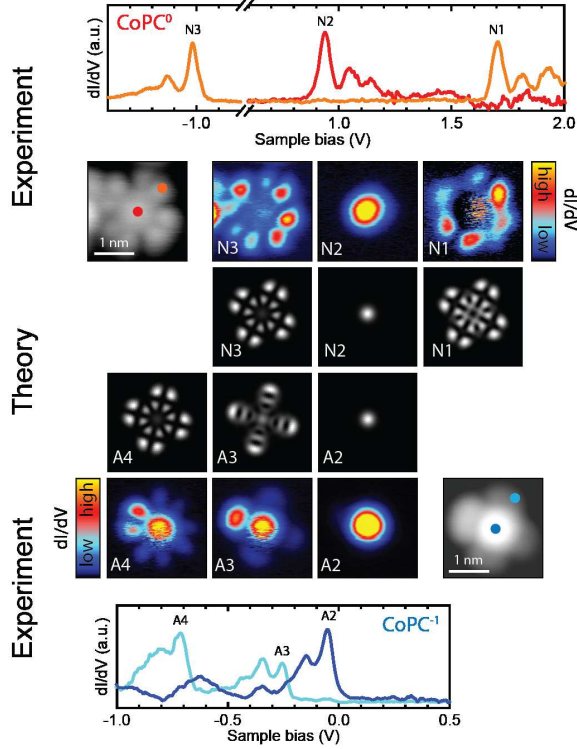 Experiment
CoPC⁰
dI/dV (a.u.)
N3
N2
N1
-1.0
1.0
1.5
2.0
Sample bias (V)
Sample bias (V)
1 nm
N3
N2
N1
low high
dI/dV
Theory
N3
N2
N1
A4
A3
A2
Experiment
dI/dV
low high
A4
A3
A2
1 nm
dI/dV (a.u.)
A4
A3
A2
CoPC⁻¹
-1.0
-0.5
0.0
0.5
Sample bias (V)